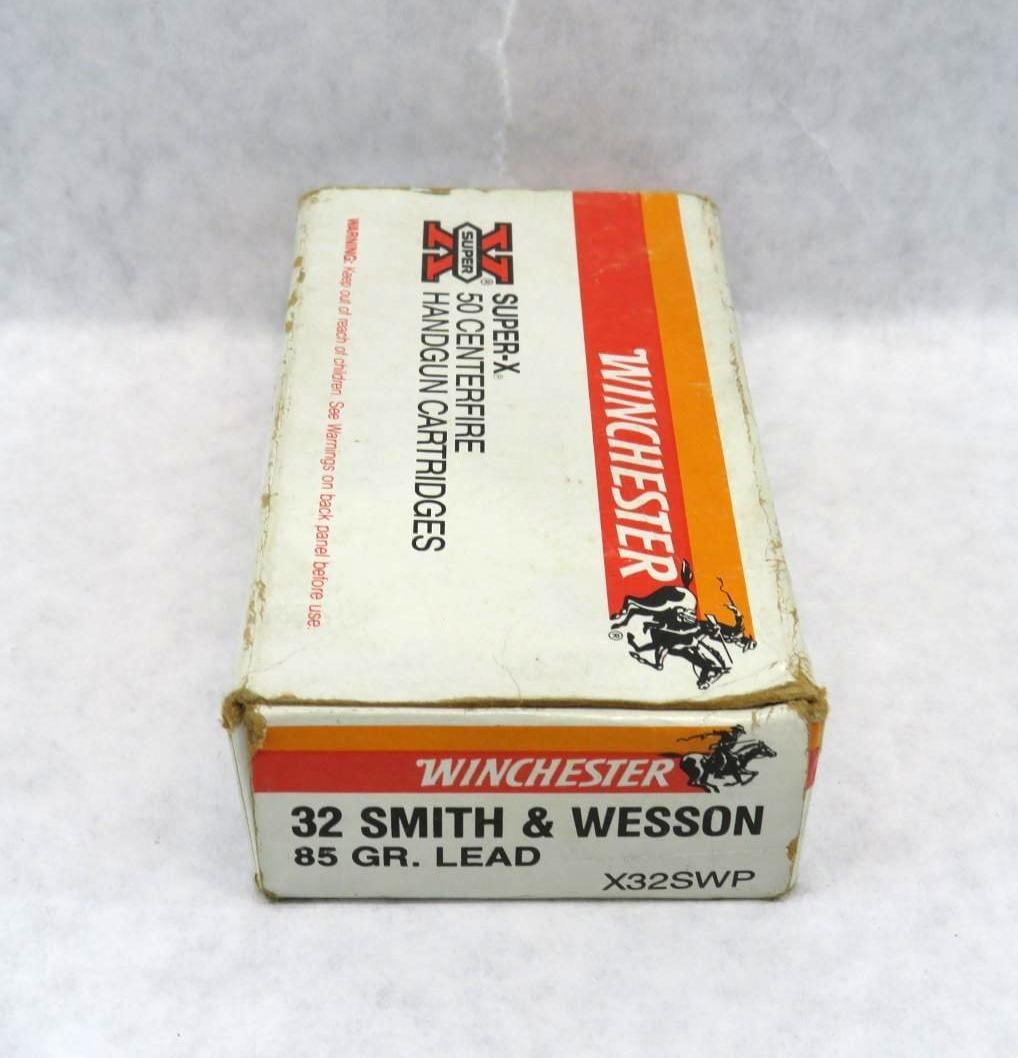 WINCHESTER
®
SUPER
®
SUPER-X®
50 CENTERFIRE
HANDGUN CARTRIDGES
WARNING: Keep out of reach of children. See Warnings on back panel before use.
WINCHESTER
32 SMITH & WESSON
85 GR. LEAD
X32SWP